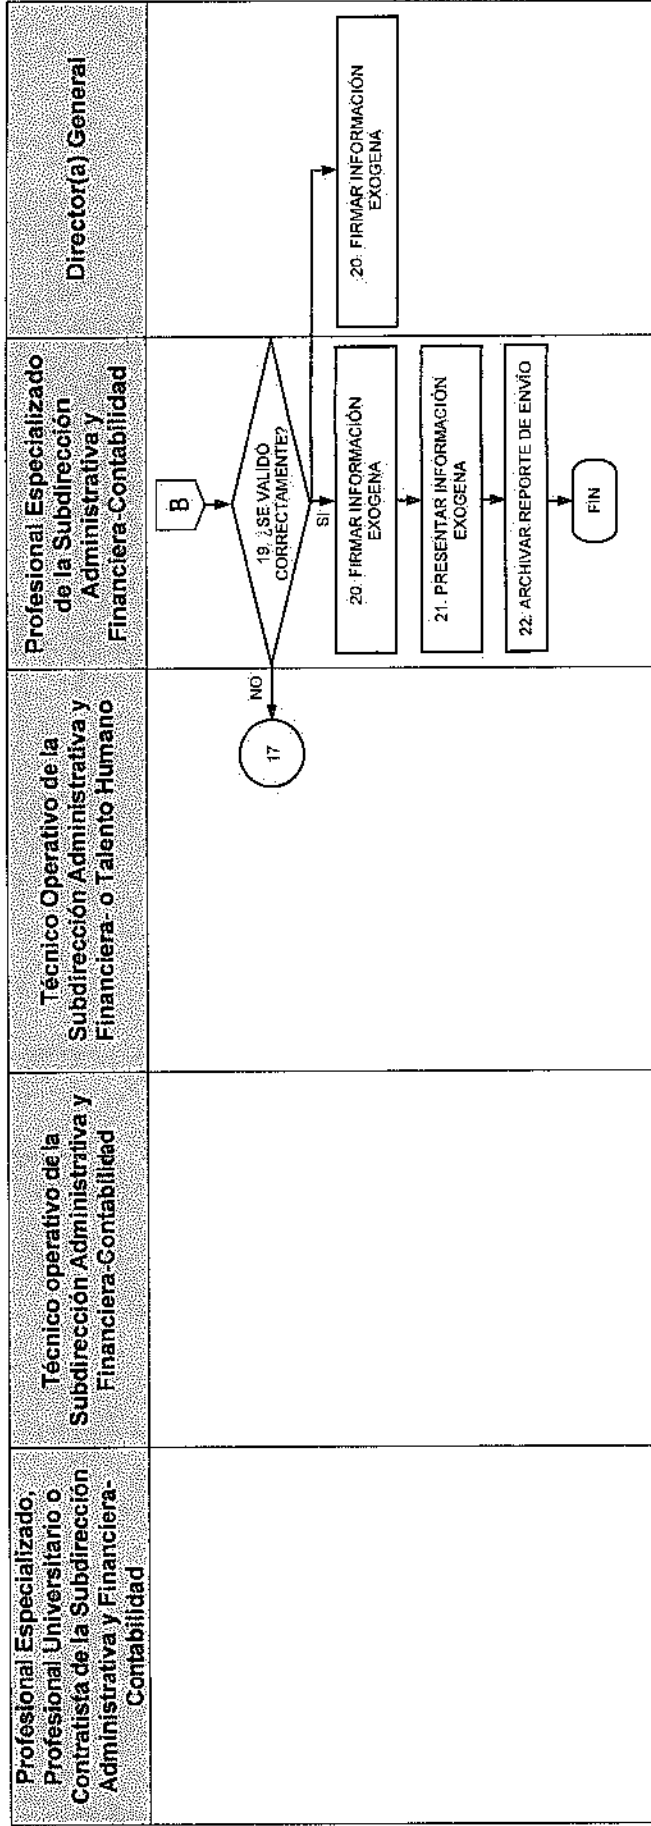 Profesional Especializado,
Profesional Universitario o
Contratista de la Subdirección
Administrativa y Financiera-
Contabilidad
Técnico operativo de la
Subdirección Administrativa y
Financiera-Contabilidad
Técnico Operativo de la
Subdirección Administrativa y
Financiera- o Talento Humano
Profesional Especializado
de la Subdirección
Administrativa y
Financiera-Contabilidad
Director(a) General
B
19. ¿SE VALIDÓ
CORRECTAMENTE?
NO
17
SI
20. FIRMAR INFORMACIÓN
EXOGENA
20. FIRMAR INFORMACIÓN
EXOGENA
21. PRESENTAR INFORMACIÓN
EXOGENA
22. ARCHIVAR REPORTE DE ENVÍO
FIN